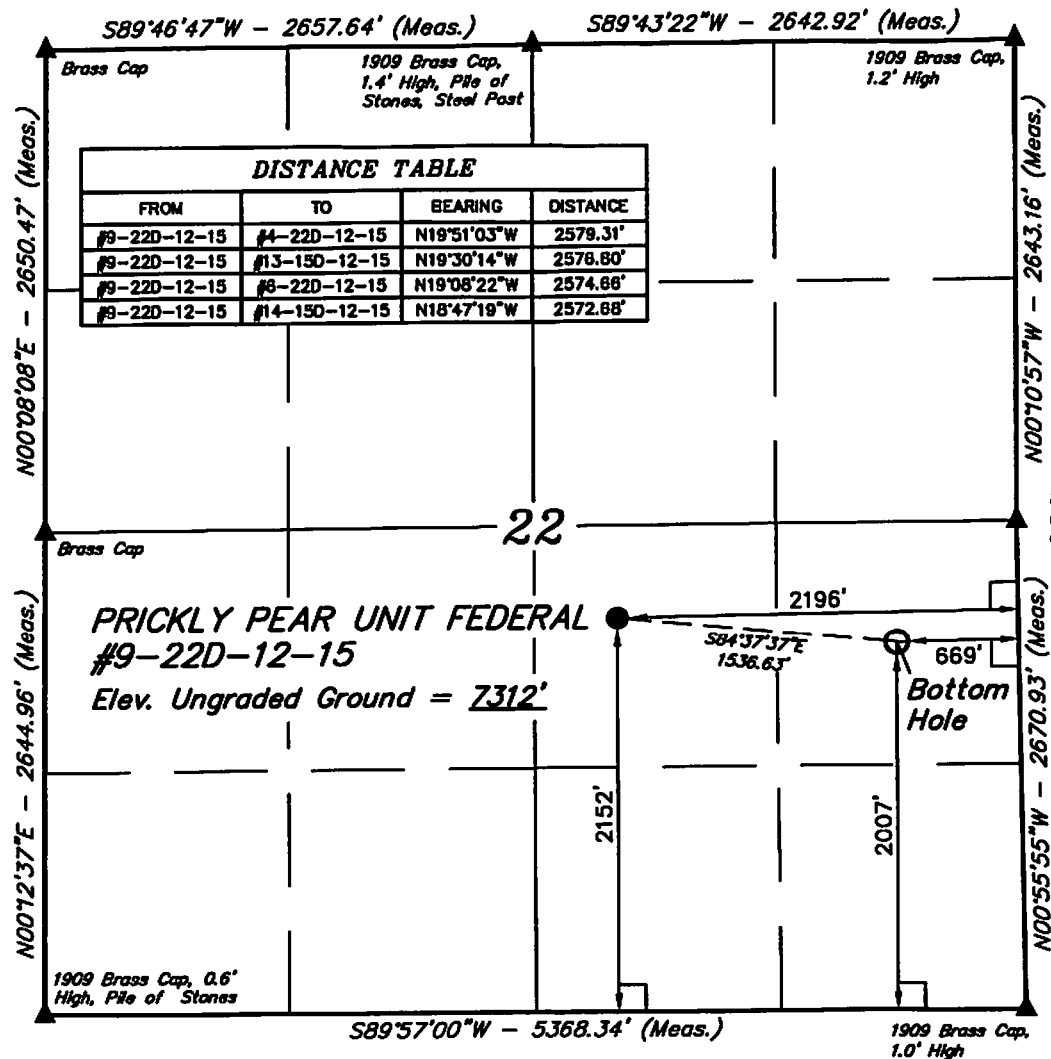 S89°46'47"W - 2657.64' (Meas.)
S89°43'22"W - 2642.92' (Meas.)
Brass Cap
1909 Brass Cap,
1.4' High, Pile of
Stones, Steel Post
1909 Brass Cap,
1.2' High
N00°08'08"E - 2650.47' (Meas.)
N00°10'57"W - 2643.16' (Meas.)
DISTANCE TABLE
FROM TO BEARING DISTANCE
#9-22D-12-15 #4-22D-12-15 N19°51'03"W 2579.31'
#9-22D-12-15 #13-15D-12-15 N19°30'14"W 2576.60'
#9-22D-12-15 #6-22D-12-15 N19°08'22"W 2574.66'
#9-22D-12-15 #14-15D-12-15 N18°47'19"W 2572.68'
22
Brass Cap
PRICKLY PEAR UNIT FEDERAL
#9-22D-12-15
Elev. Ungraded Ground = 7312'
2196'
S84°37'37"E
1536.63'
669'
Bottom
Hole
2152'
2007'
N00°12'37"E - 2644.96' (Meas.)
N00°55'55"W - 2670.93' (Meas.)
1909 Brass Cap, 0.6'
High, Pile of Stones
S89°57'00"W - 5368.34' (Meas.)
1909 Brass Cap,
1.0' High